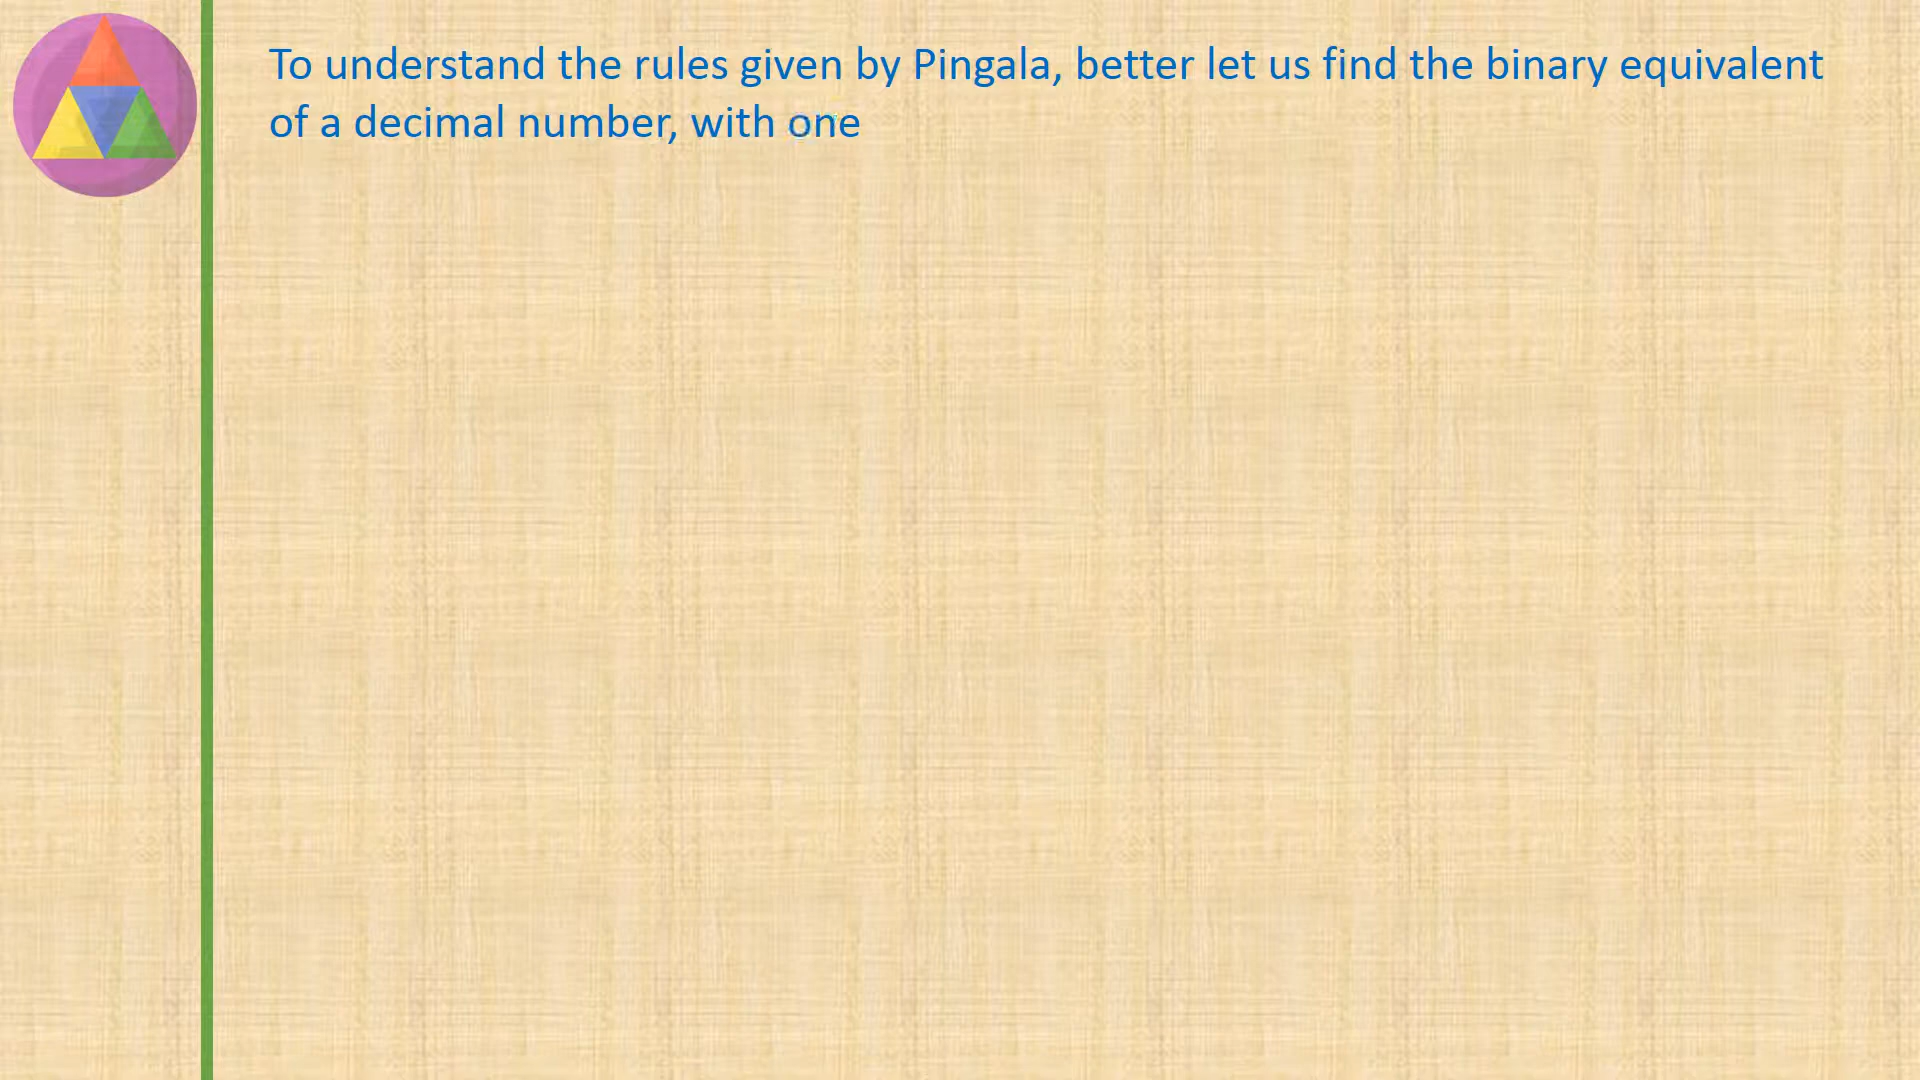 To understand the rules given by Pingala, better let us find the binary equivalent
of a decimal number, with one